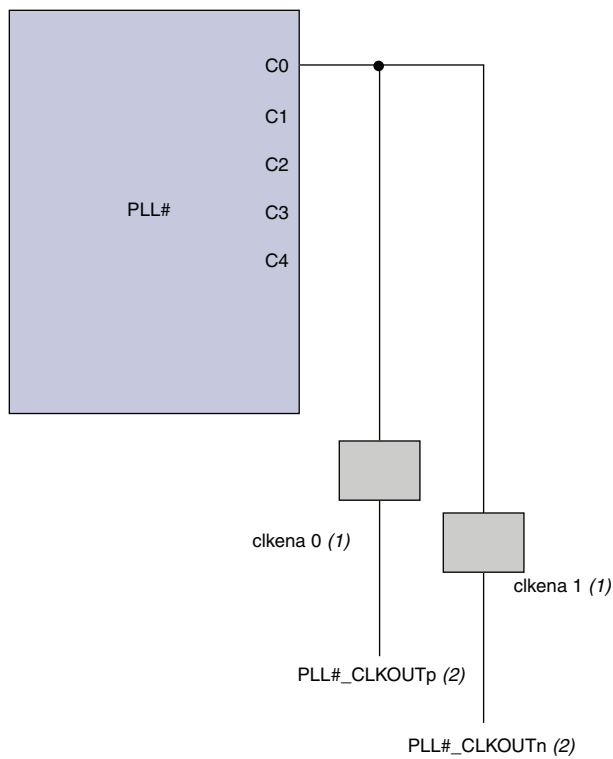 C0
C1
C2
PLL#
C3
C4
clkena 0 (1)
clkena 1 (1)
PLL#_CLKOUTp (2)
PLL#_CLKOUTn (2)